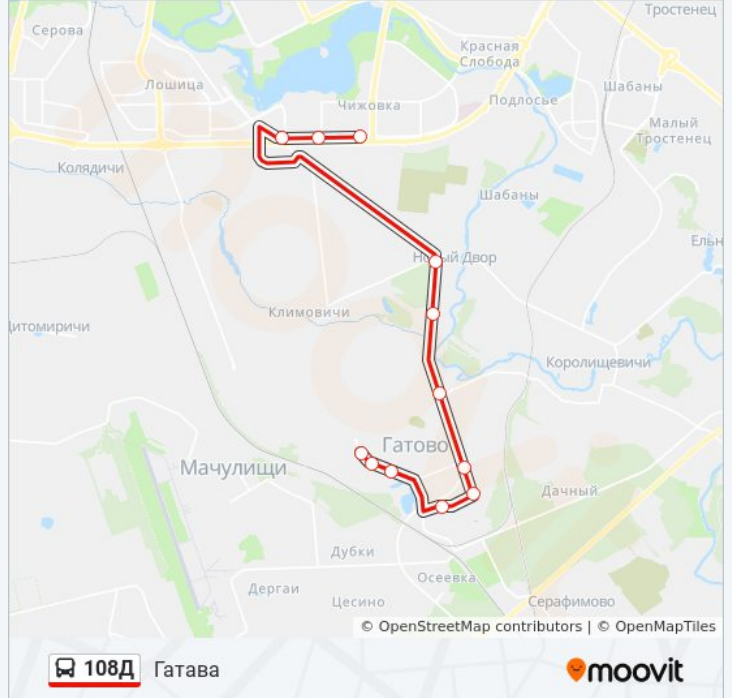 Тростенец
Серова
Красная
Слобода
Лошица
Шабаны
Чижовка
Подлосье
Малый
Тростенец
Колядичи
Шабаны
Ельн
Новый Двор
Климовичи
Цитомиричи
Королищевичи
Гатово
Мачулищи
Дачный
Дубки
Осеевка
Дергаи
Цесино
Серафимово
© OpenStreetMap contributors | © OpenMapTiles
108Д Гатава moovit